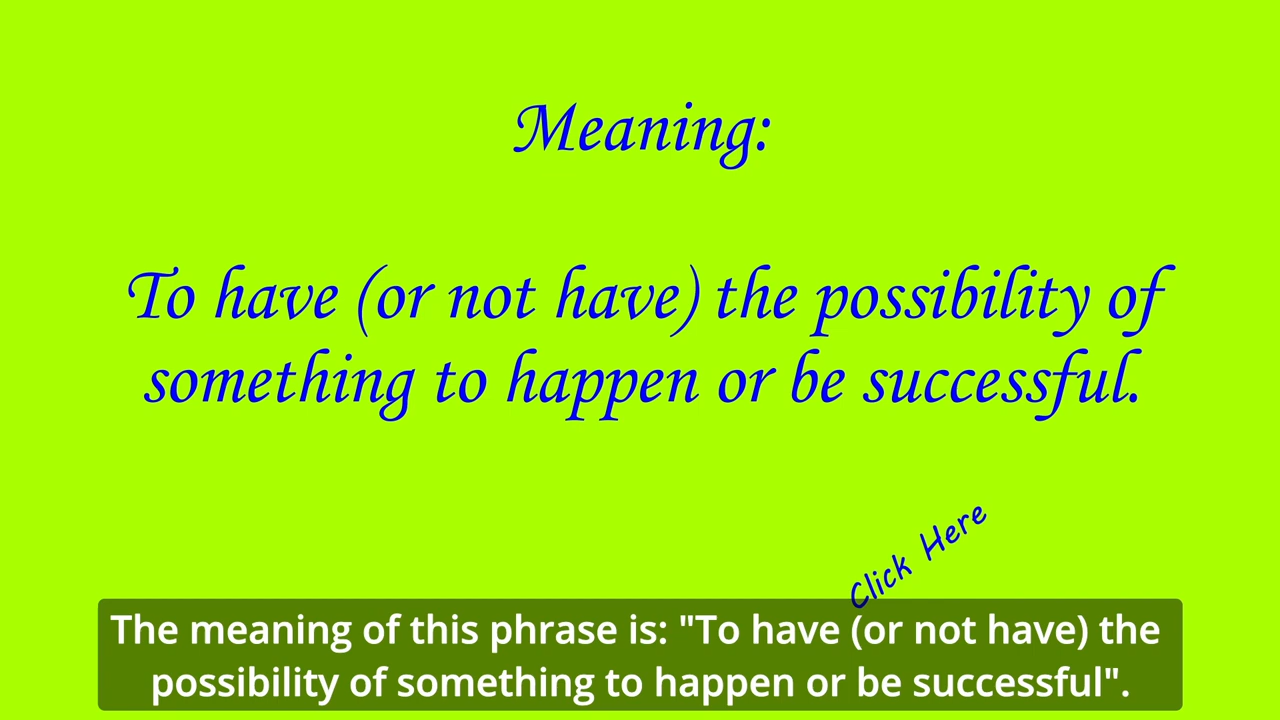 Meaning:
To have (or not have) the possibility of
something to happen or be successful.
Click Here
The meaning of this phrase is: "To have (or not have) the
possibility of something to happen or be successful".